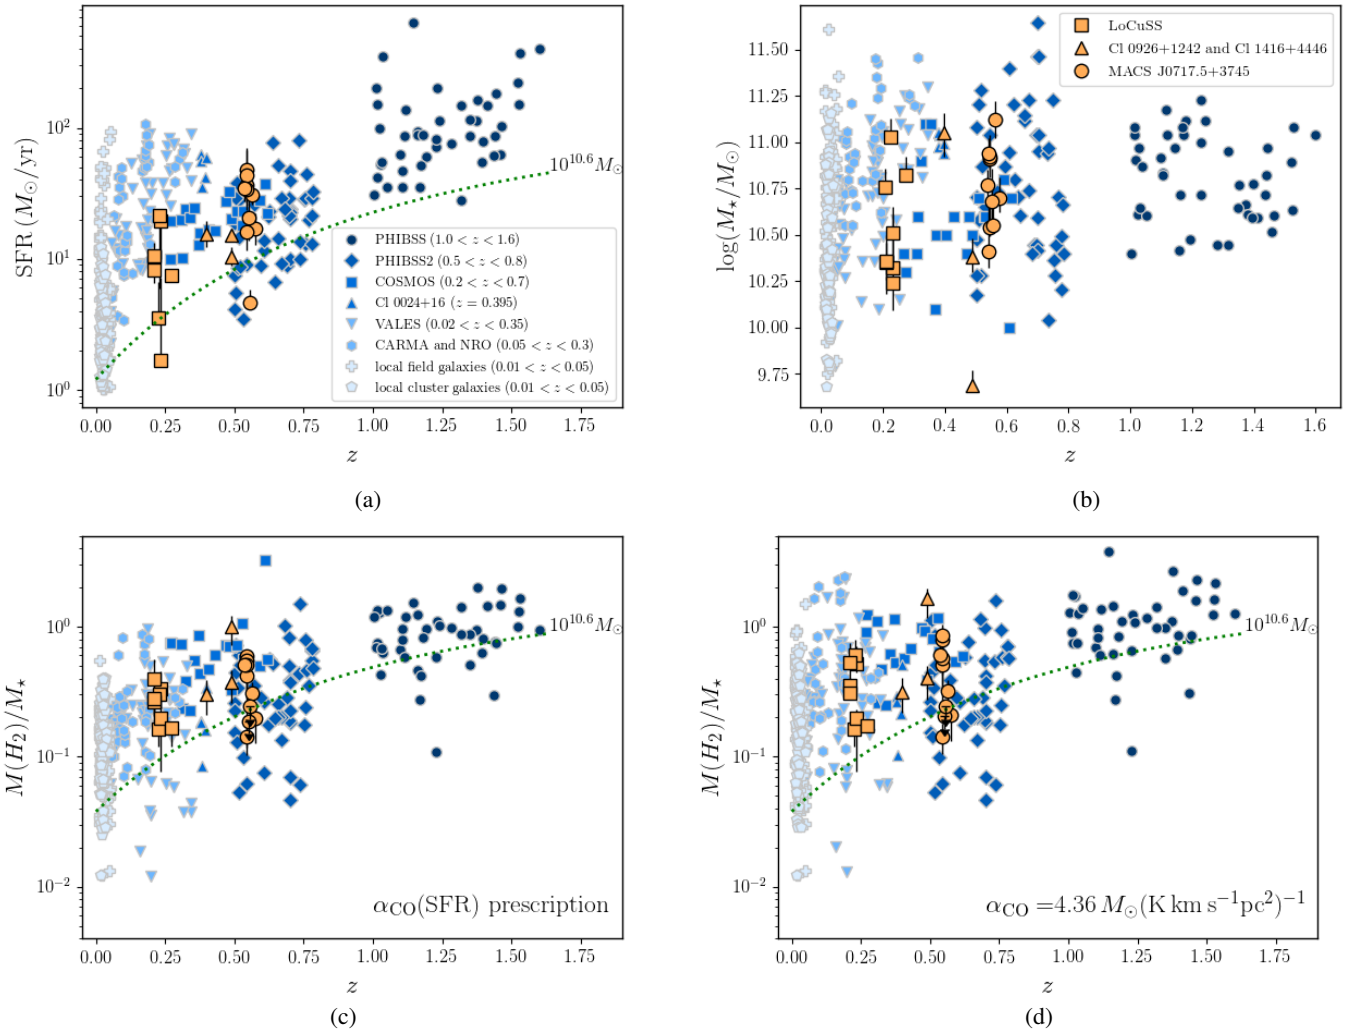 10²
10¹
10⁰
SFR (M⊙/yr)
10^10.6 M⊙
PHIBSS (1.0 < z < 1.6)
PHIBSS2 (0.5 < z < 0.8)
COSMOS (0.2 < z < 0.7)
Cl 0024+16 (z = 0.395)
VALES (0.02 < z < 0.35)
CARMA and NRO (0.05 < z < 0.3)
local field galaxies (0.01 < z < 0.05)
local cluster galaxies (0.01 < z < 0.05)
0.00 0.25 0.50 0.75 1.00 1.25 1.50 1.75
z
(a)
11.50
11.25
11.00
10.75
10.50
10.25
10.00
9.75
log(M⋆/M⊙)
LoCuSS
Cl 0926+1242 and Cl 1416+4446
MACS J0717.5+3745
0.0 0.2 0.4 0.6 0.8 1.0 1.2 1.4 1.6
z
(b)
10⁰
10⁻¹
10⁻²
M(H₂)/M⋆
10^10.6 M⊙
αCO(SFR) prescription
0.00 0.25 0.50 0.75 1.00 1.25 1.50 1.75
z
(c)
10⁰
10⁻¹
10⁻²
M(H₂)/M⋆
10^10.6 M⊙
αCO =4.36 M⊙(K km s⁻¹pc²)⁻¹
0.00 0.25 0.50 0.75 1.00 1.25 1.50 1.75
z
(d)